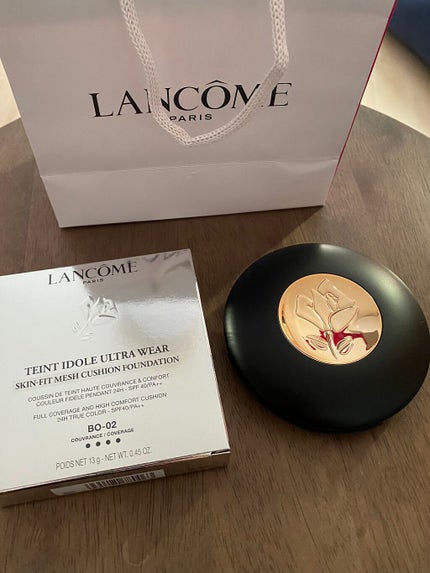 LANCÔME
PARIS
LANCÔME
PARIS
TEINT IDOLE ULTRA WEAR
SKIN-FIT MESH CUSHION FOUNDATION
COUSSIN DE TEINT HAUTE COUVRANCE & CONFORT
COULEUR FIDÈLE PENDANT 24H - SPF 40/PA++
FULL COVERAGE AND HIGH COMFORT CUSHION
24H TRUE COLOR - SPF40/PA++
BO-02
COUVRANCE / COVERAGE
POIDS NET 13 g - NET WT. 0.45 OZ.